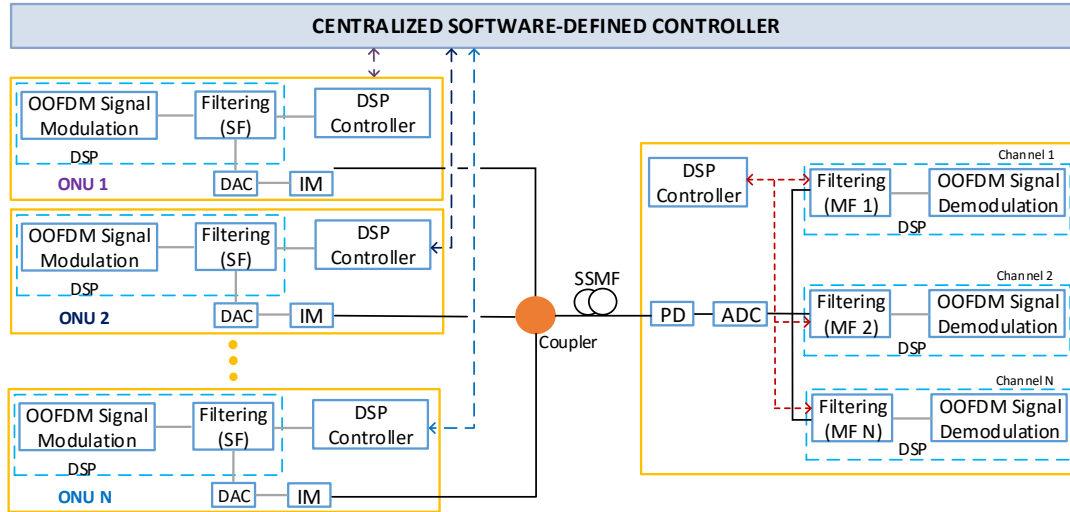 CENTRALIZED SOFTWARE-DEFINED CONTROLLER
OOFDM Signal
Modulation
Filtering
(SF)
DSP
Controller
DSP
ONU 1
DAC
IM
OOFDM Signal
Modulation
Filtering
(SF)
DSP
Controller
DSP
ONU 2
DAC
IM
OOFDM Signal
Modulation
Filtering
(SF)
DSP
Controller
DSP
ONU N
DAC
IM
Coupler
SSMF
PD
ADC
DSP
Controller
Channel 1
Filtering
(MF 1)
OOFDM Signal
Demodulation
DSP
Channel 2
Filtering
(MF 2)
OOFDM Signal
Demodulation
DSP
Channel N
Filtering
(MF N)
OOFDM Signal
Demodulation
DSP